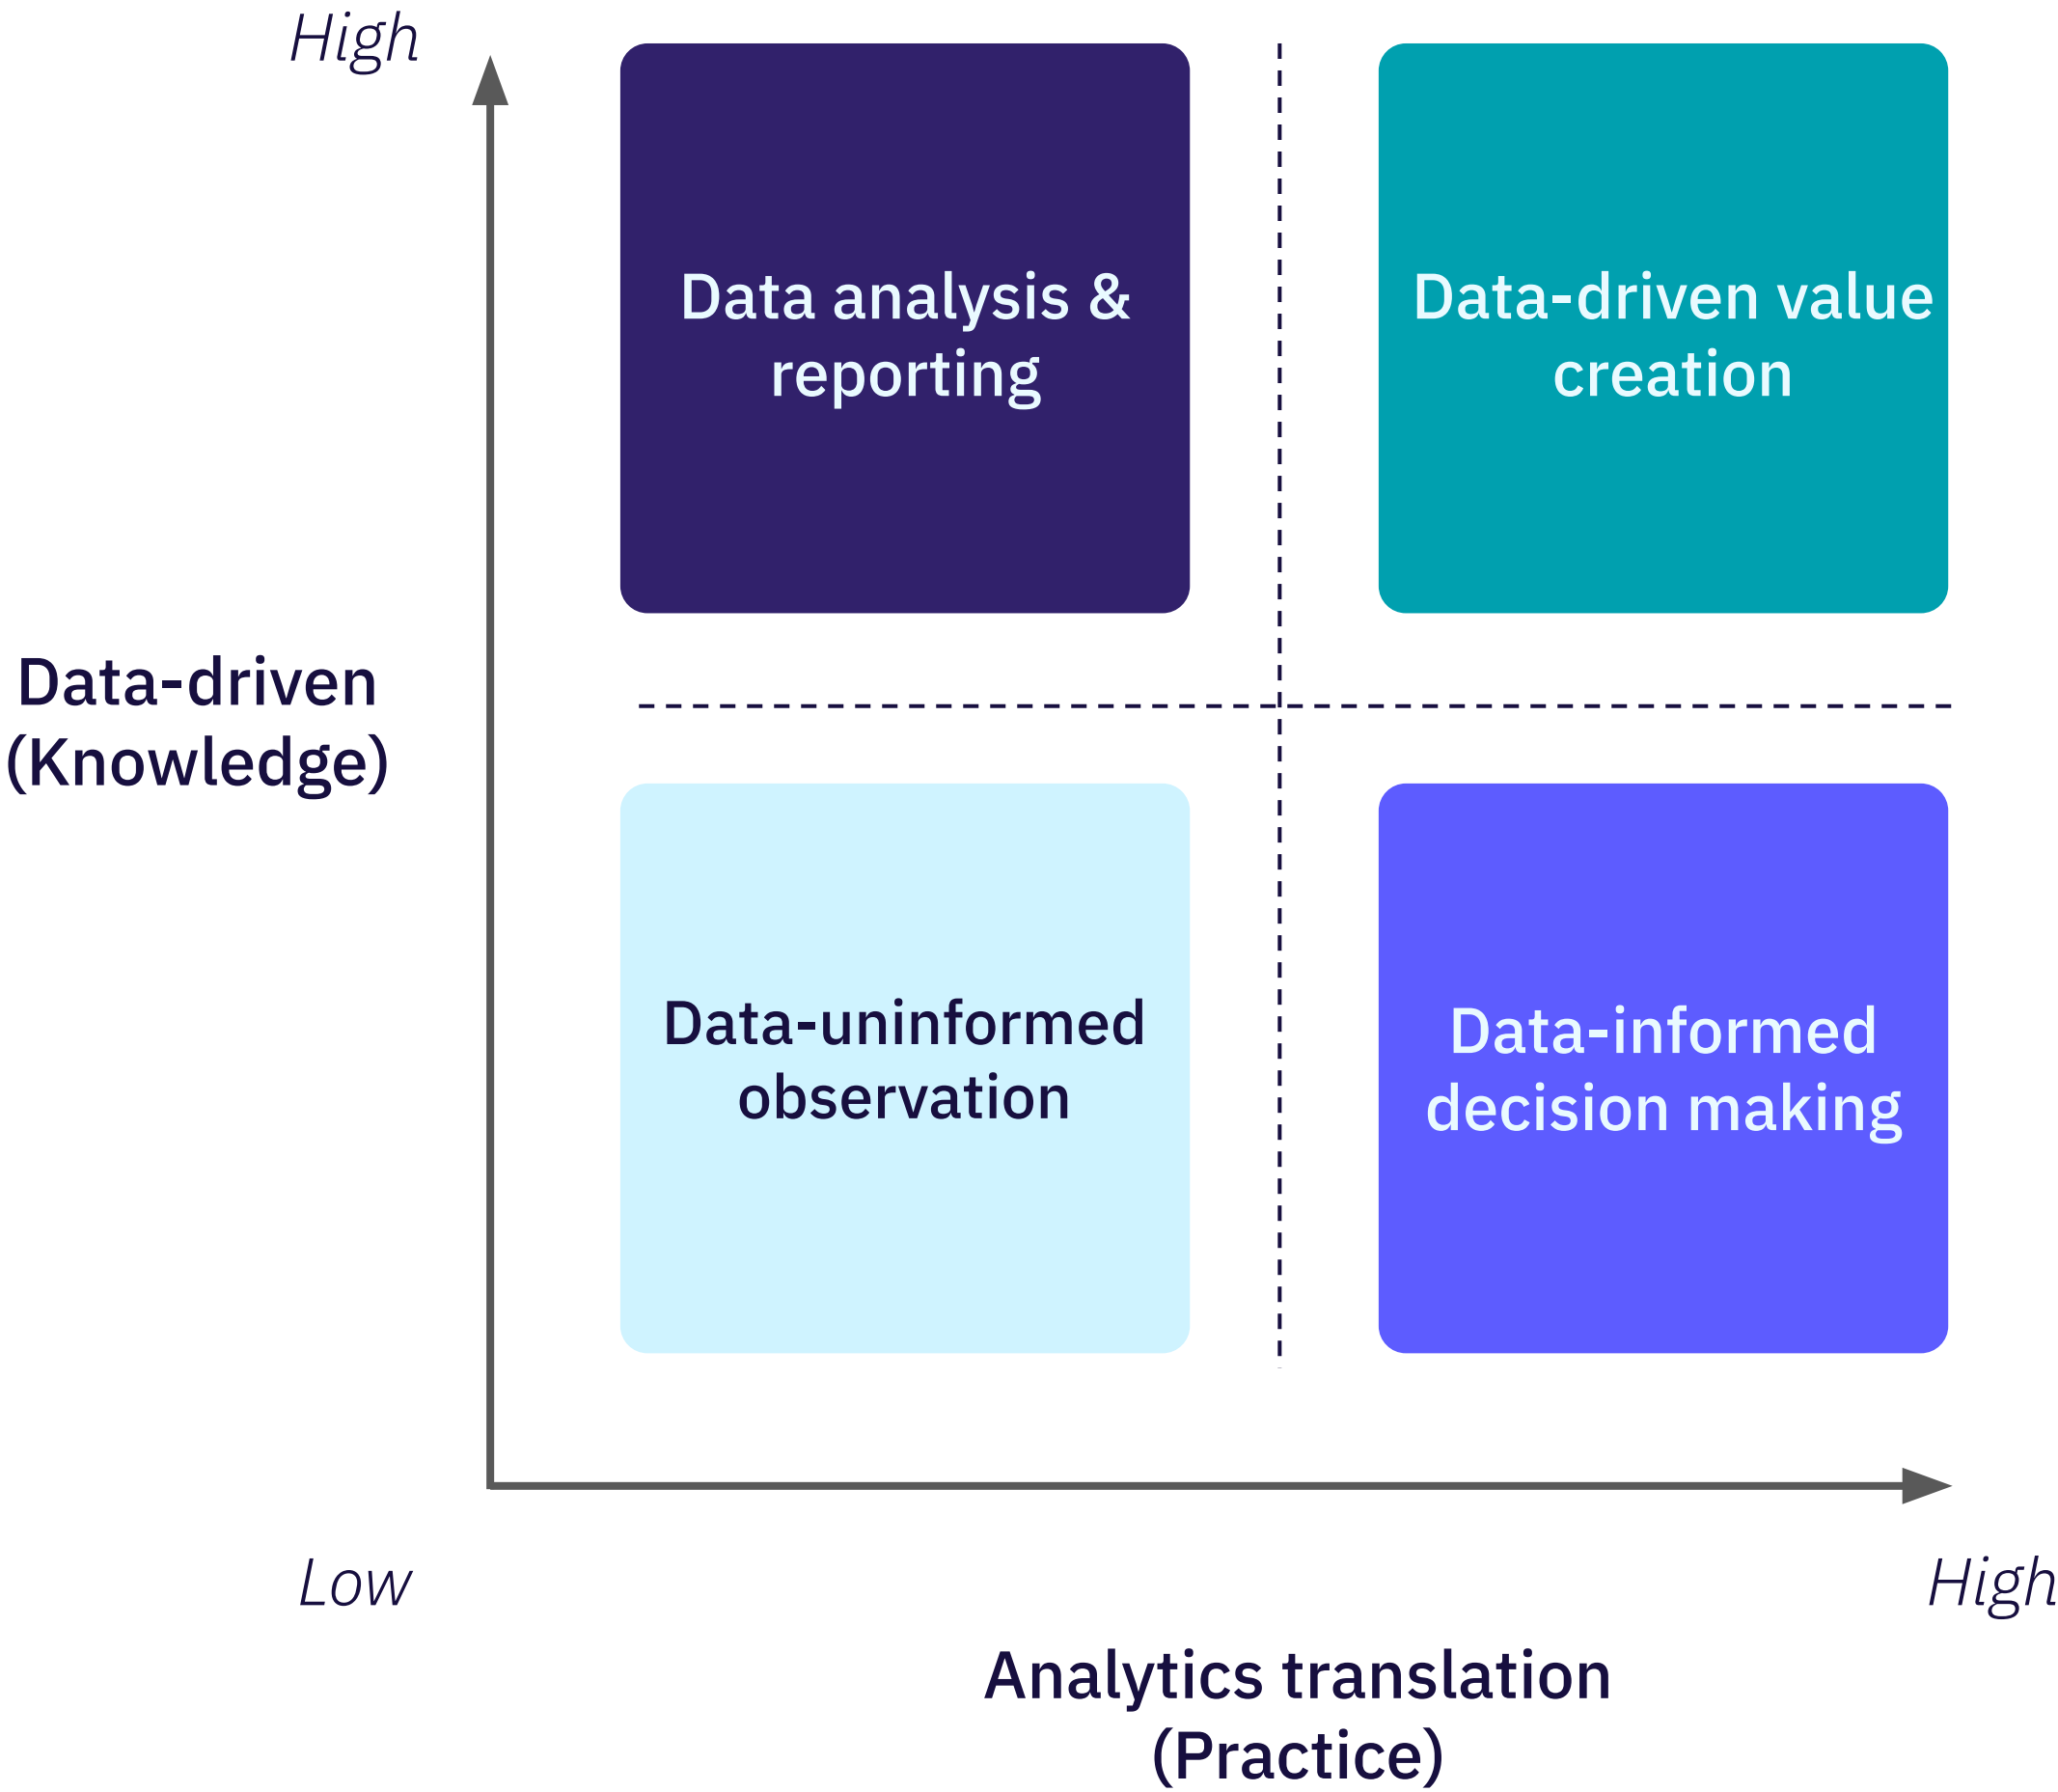 High
Data analysis &
reporting
Data-driven value
creation
Data-driven
(Knowledge)
Data-uninformed
observation
Data-informed
decision making
Low
High
Analytics translation
(Practice)